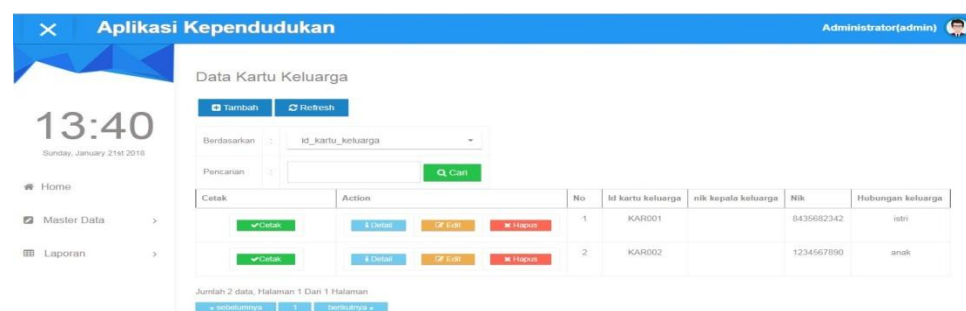 Aplikasi Kependudukan
Administrator(admin)
13:40
Sunday, January 21st 2018
Home
Master Data >
Laporan >
Data Kartu Keluarga
Tambah Refresh
Berdasarkan : id_kartu_keluarga
Pencarian : Cari
Cetak Action No Id kartu keluarga nik kepala keluarga Nik Hubungan keluarga
Cetak Detail Edit Hapus 1 KAR001 8435682342 istri
Cetak Detail Edit Hapus 2 KAR002 1234567890 anak
Jumlah 2 data, Halaman 1 Dari 1 Halaman
« sebelumnya 1 berikutnya »